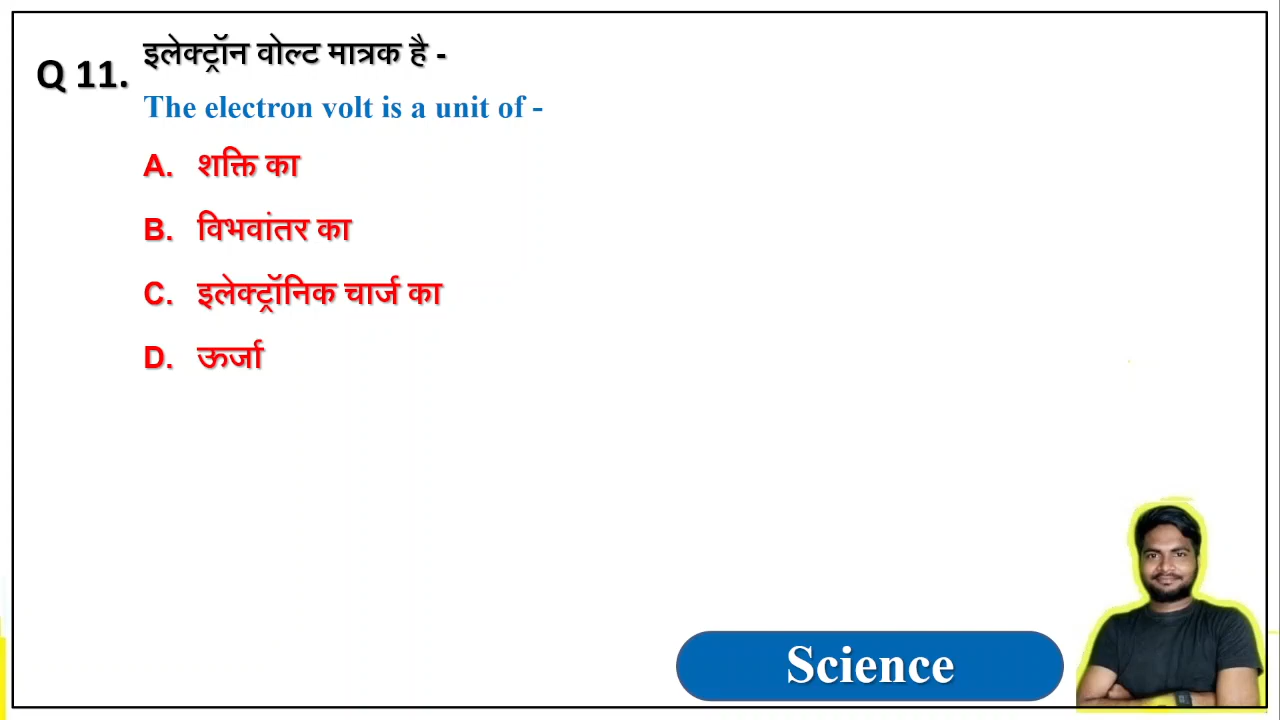 Q 11.
इलेक्ट्रॉन वोल्ट मात्रक है -
The electron volt is a unit of -
A. शक्ति का
B. विभवांतर का
C. इलेक्ट्रॉनिक चार्ज का
D. ऊर्जा
Science